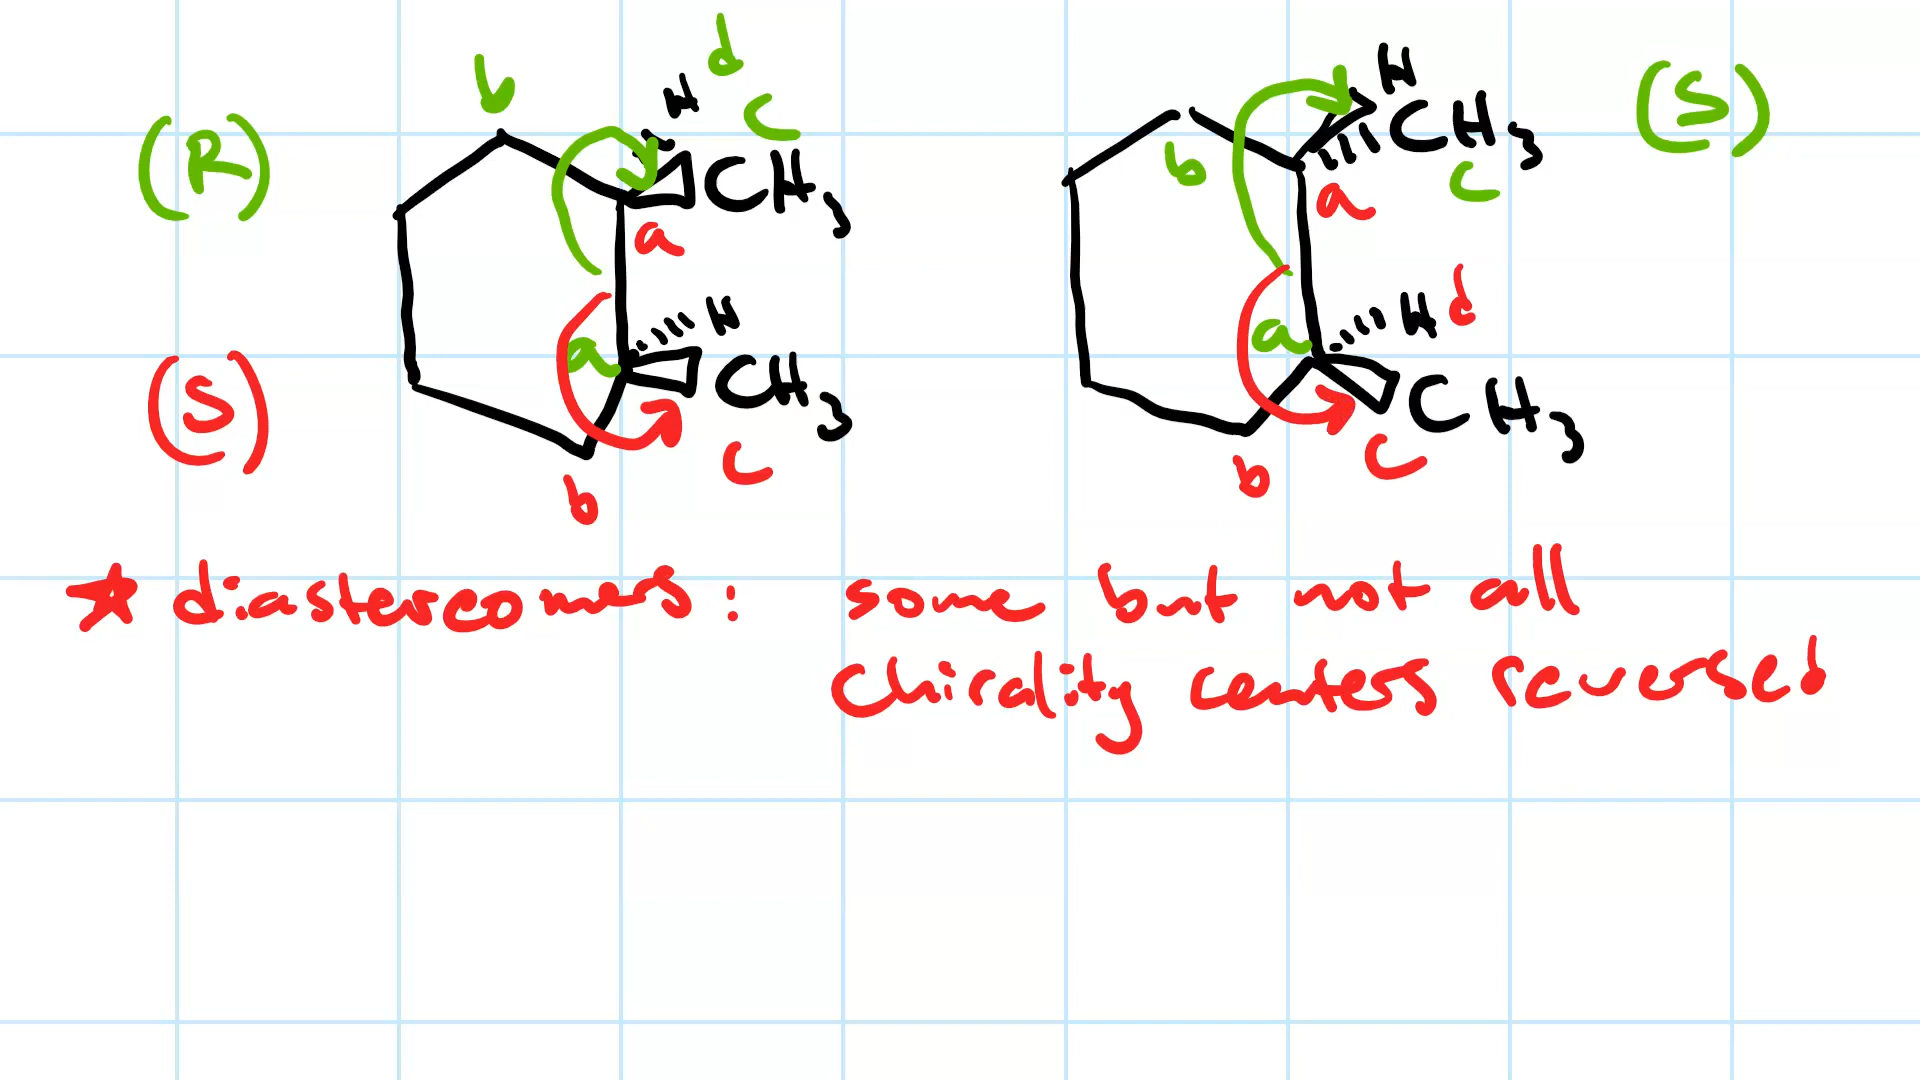 d
b H H
(R) c CH3 (S)
CH3 b c
a a
H H d
a a
(S) CH3 CH3
c c
b b
★ diastereomers: some but not all
chirality centers reversed